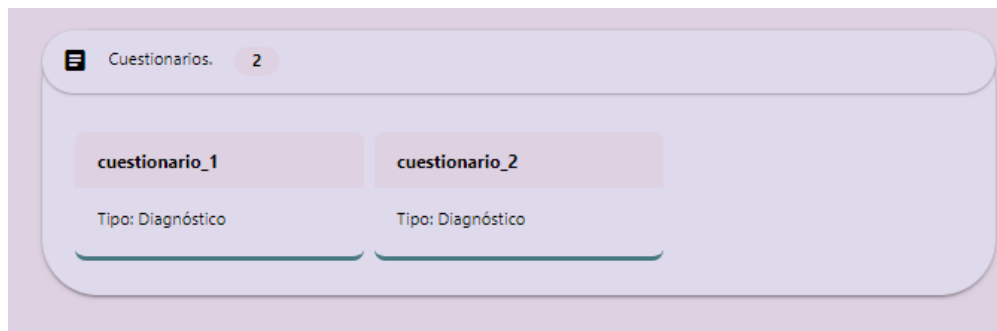 Cuestionarios. 2
cuestionario_1
Tipo: Diagnóstico
cuestionario_2
Tipo: Diagnóstico